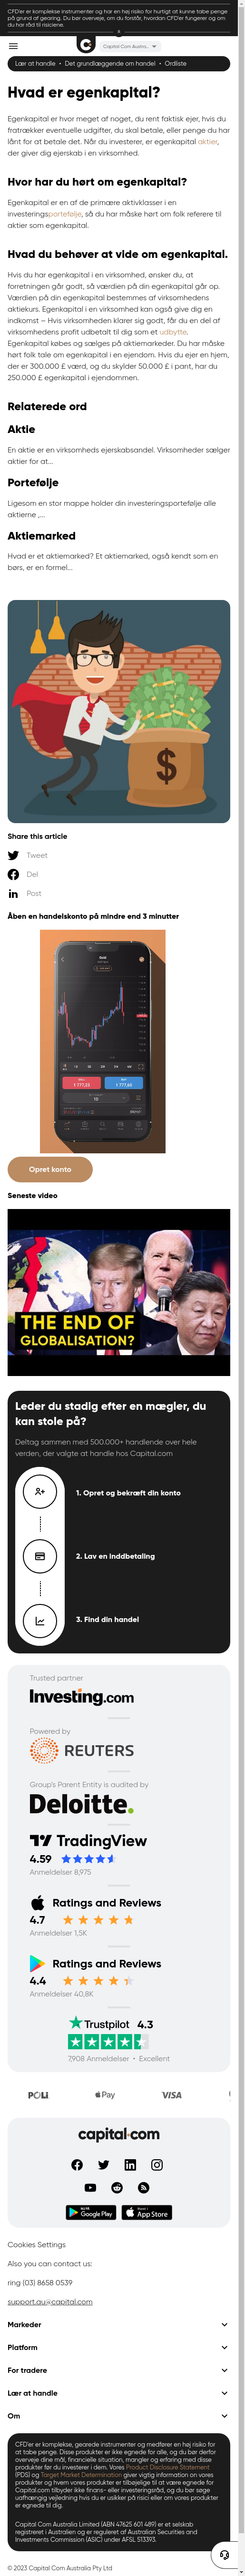 CFD'er er komplekse instrumenter og har en høj risiko for hurtigt at kunne tabe penge
på grund af gearing. Du bør overveje, om du forstår, hvordan CFD'er fungerer og om
du har råd til risiciene.
Capital Com Austra...
Lær at handle • Det grundlæggende om handel • Ordliste
Hvad er egenkapital?
Egenkapital er hvor meget af noget, du rent faktisk ejer, hvis du
fratrækker eventuelle udgifter, du skal betale, eller penge du har
lånt for at betale det. Når du investerer, er egenkapital aktier,
der giver dig ejerskab i en virksomhed.
Hvor har du hørt om egenkapital?
Egenkapital er en af de primære aktivklasser i en
investeringsportefølje, så du har måske hørt om folk referere til
aktier som egenkapital.
Hvad du behøver at vide om egenkapital.
Hvis du har egenkapital i en virksomhed, ønsker du, at
forretningen går godt, så værdien på din egenkapital går op.
Værdien på din egenkapital bestemmes af virksomhedens
aktiekurs. Egenkapital i en virksomhed kan også give dig en
indkomst – Hvis virksomheden klarer sig godt, får du en del af
virksomhedens profit udbetalt til dig som et udbytte.
Egenkapital købes og sælges på aktiemarkeder. Du har måske
hørt folk tale om egenkapital i en ejendom. Hvis du ejer en hjem,
der er 300.000 £ værd, og du skylder 50.000 £ i pant, har du
250.000 £ egenkapital i ejendommen.
Relaterede ord
Aktie
En aktie er en virksomheds ejerskabsandel. Virksomheder sælger
aktier for at...
Portefølje
Ligesom en stor mappe holder din investeringsportefølje alle
aktierne ,...
Aktiemarked
Hvad er et aktiemarked? Et aktiemarked, også kendt som en
børs, er en formel...
$
Share this article
Tweet
Del
in Post
Åben en handelskonto på mindre end 3 minutter
1 777,23
1 777,68
Opret konto
Seneste video
THE END OF
GLOBALISATION?
Leder du stadig efter en mægler, du
kan stole på?
Deltag sammen med 500.000+ handlende over hele
verden, der valgte at handle hos Capital.com
1. Opret og bekræft din konto
2. Lav en inddbetaling
3. Find din handel
Trusted partner
Investing.com
Powered by
REUTERS
Group's Parent Entity is audited by
Deloitte.
TradingView
4.59
Anmeldelser 8,975
Ratings and Reviews
4.7
Anmeldelser 1,5K
Ratings and Reviews
4.4
Anmeldelser 40,8K
Trustpilot 4.3
7,908 Anmeldelser • Excellent
POLi Pay VISA
capital.com
Google Play App Store
Cookies Settings
Also you can contact us:
ring (03) 8658 0539
support.au@capital.com
Markeder
Platform
For tradere
Lær at handle
Om
CFD'er er komplekse, gearede instrumenter og medfører en høj risiko for
at tabe penge. Disse produkter er ikke egnede for alle, og du bør derfor
overveje dine mål, finansielle situation, mangler og erfaring med disse
produkter før du investerer i dem. Vores Product Disclosure Statement
(PDS) og Target Market Determination giver vigtig information om vores
produkter og hvem vores produkter er tilbøjelige til at være egnede for.
Capital.com tilbyder ikke finans- eller investeringsråd, og du bør søge
uafhængig vejledning hvis du er usikker på risici eller om vores produkter
er egnede til dig.
Capital Com Australia Limited (ABN 47625 601 489) er et selskab
registreret i Australien og er reguleret af Australian Securities and
Investments Commission (ASIC) under AFSL 513393.
© 2023 Capital Com Australia Pty Ltd